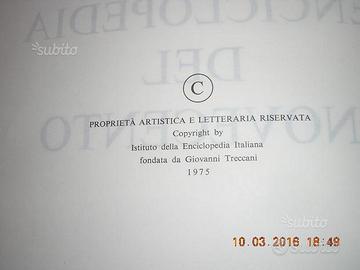 subito
ENCICLOPEDIA
DEL
NOVECENTO
©
PROPRIETÀ ARTISTICA E LETTERARIA RISERVATA
Copyright by
Istituto della Enciclopedia Italiana
fondata da Giovanni Treccani
1975
subito
10.03.2016 18:49